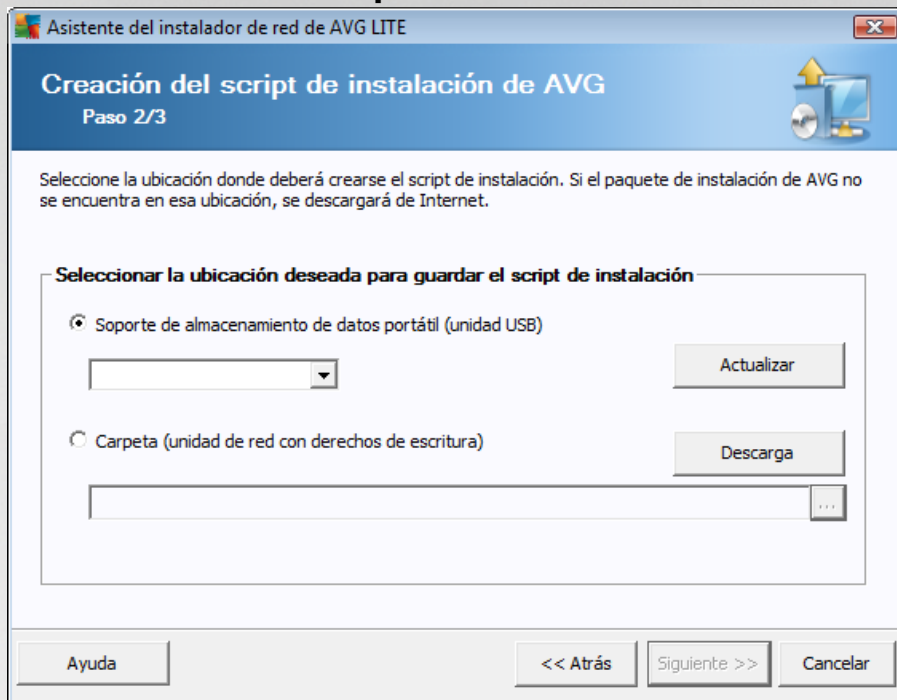 Asistente del instalador de red de AVG LITE
Creación del script de instalación de AVG
Paso 2/3
Seleccione la ubicación donde deberá crearse el script de instalación. Si el paquete de instalación de AVG no
se encuentra en esa ubicación, se descargará de Internet.
Seleccionar la ubicación deseada para guardar el script de instalación
Soporte de almacenamiento de datos portátil (unidad USB)
Actualizar
Carpeta (unidad de red con derechos de escritura)
Descarga
...
Ayuda
<< Atrás
Siguiente >>
Cancelar